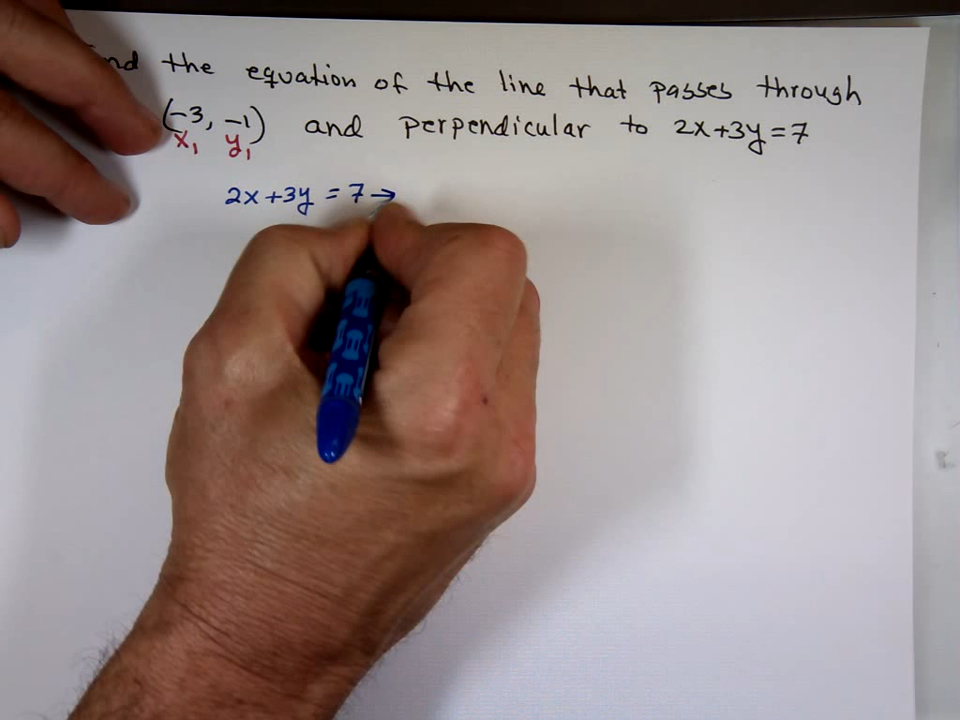 the equation of the line that passes through
(-3, -1) and perpendicular to 2x+3y=7
x₁ y₁
2x+3y=7→